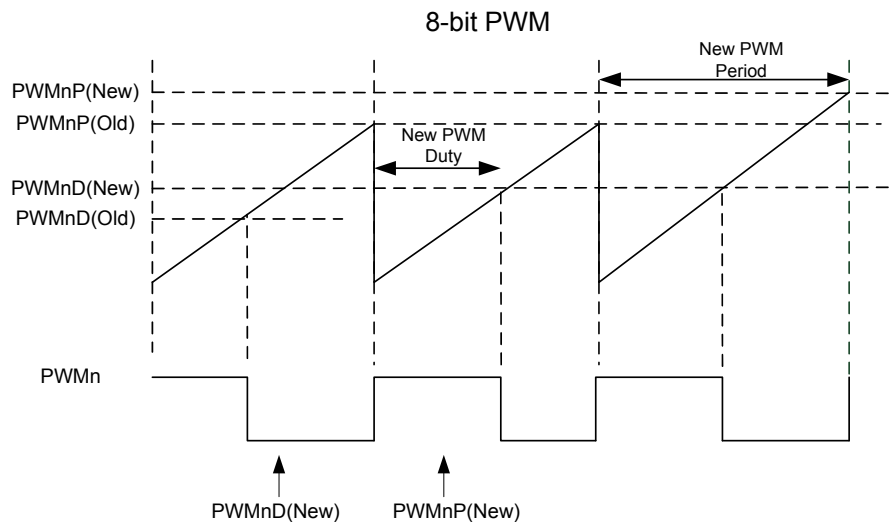 8-bit PWM
New PWM
Period
PWMnP(New)
PWMnP(Old)
New PWM
Duty
PWMnD(New)
PWMnD(Old)
PWMn
PWMnD(New)
PWMnP(New)